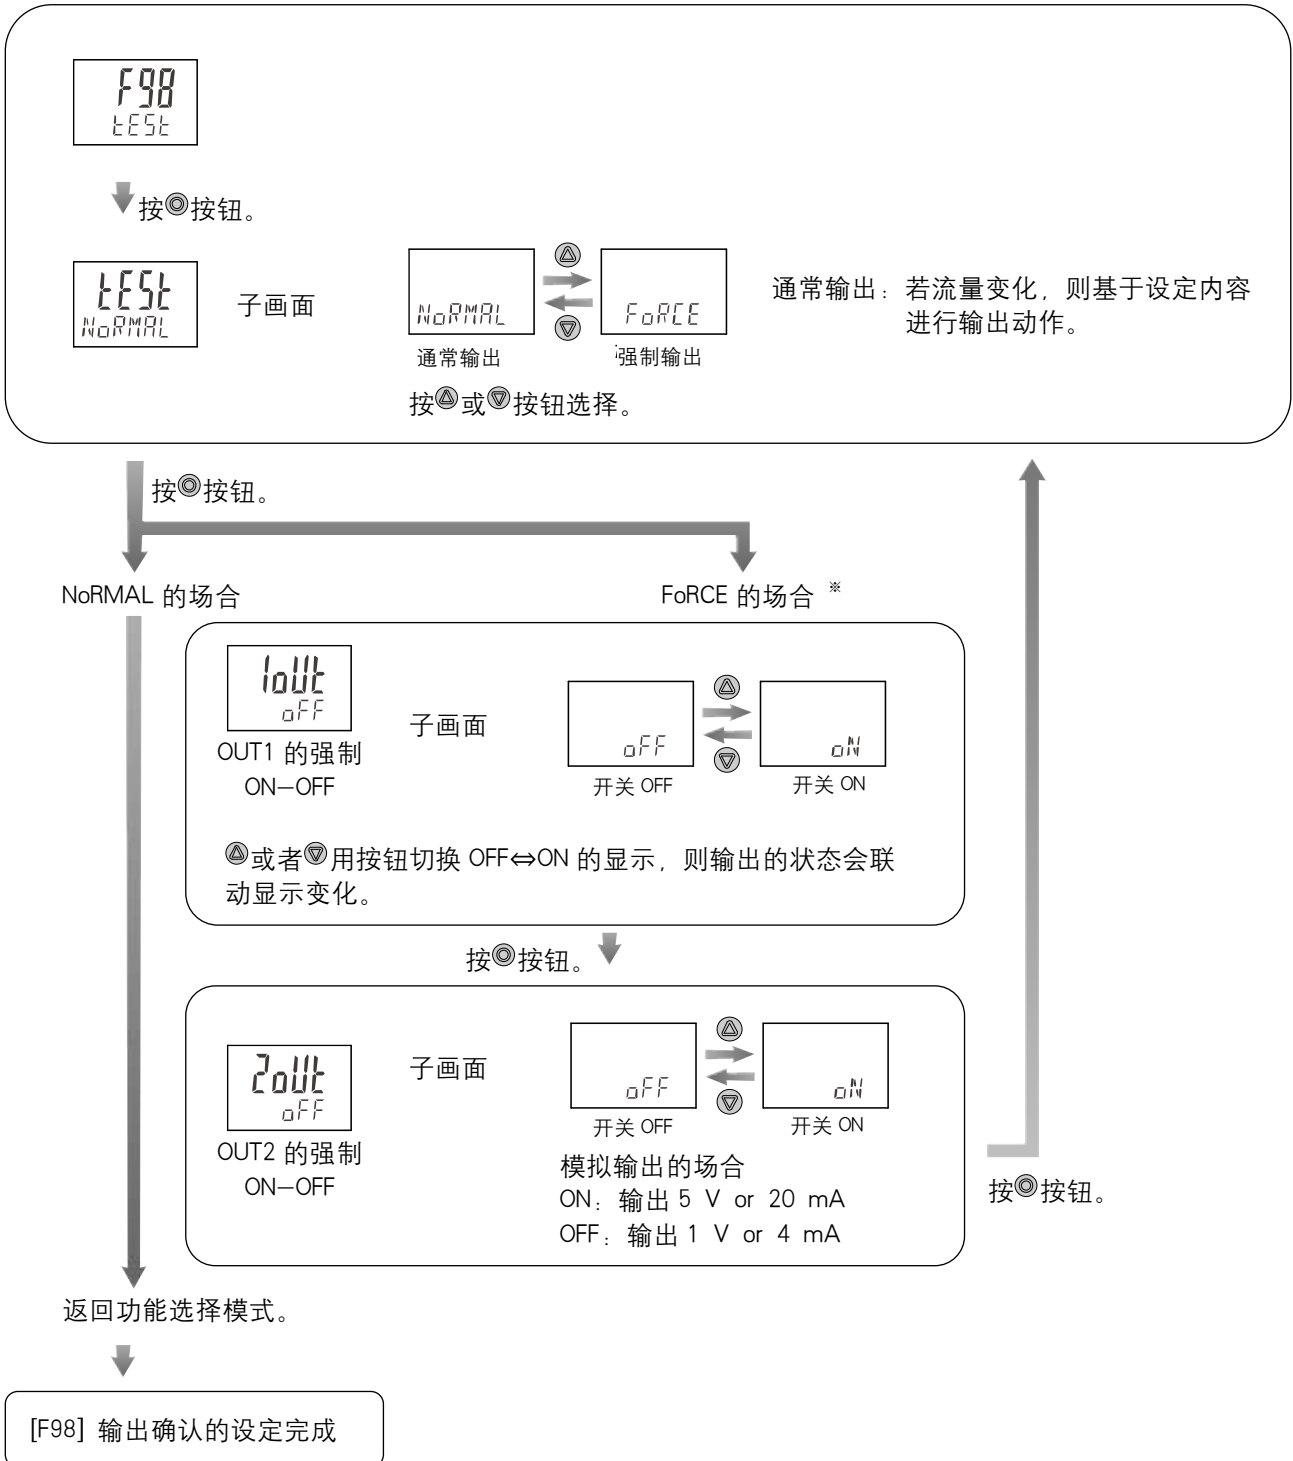 F98
tESt
按◎按钮。
tESt
NoRMAL
子画面
NoRMAL
FoRCE
通常输出
强制输出
按△或▽按钮选择。
通常输出：若流量变化，则基于设定内容
进行输出动作。
按◎按钮。
NoRMAL 的场合
FoRCE 的场合 ※
1oUt
oFF
OUT1 的强制
ON—OFF
子画面
oFF
oN
开关 OFF
开关 ON
△或者▽用按钮切换 OFF⇔ON 的显示，则输出的状态会联
动显示变化。
按◎按钮。
2oUt
oFF
OUT2 的强制
ON—OFF
子画面
oFF
oN
开关 OFF
开关 ON
模拟输出的场合
ON：输出 5 V or 20 mA
OFF：输出 1 V or 4 mA
按◎按钮。
返回功能选择模式。
[F98] 输出确认的设定完成